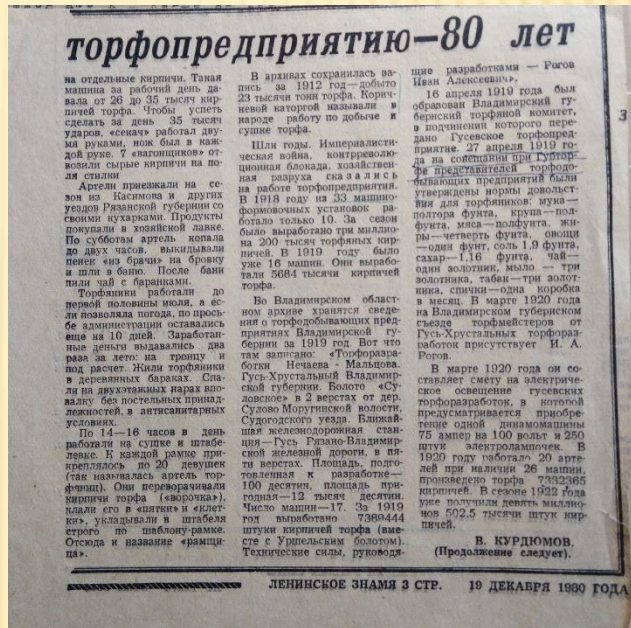 торфопредприятию—80 лет
на отдельные кирпичи. Такая
машина за рабочий день да-
вала от 26 до 35 тысяч кир-
пичей торфа. Чтобы успеть
сделать за день 35 тысяч
ударов, «секач» работал дву-
мя руками, нож был в каж-
дой руке. 7 «вагонщиков» от-
возили сырые кирпичи на по-
ля стилки
Артели приезжали на се-
зон из Касимова и других
уездов Рязанской губернии со
своими кухарками. Продукты
покупали в хозяйской лавке.
По субботам артель копала
до двух часов, выкидывали
пенек «из брачи» на бровку
и шли в баню. После бани
пили чай с баранками.
Торфяники работали до
первой половины июля, а ес-
ли позволяла погода, по прось-
бе администрации оставались
еще на 10 дней. Заработан-
ные деньги выдавались два
раза за лето: на троицу и
под расчет. Жили торфяники
в деревянных бараках. Спа-
ли на двухэтажных нарах впо-
валку без постельных принад-
лежностей, в антисанитарных
условиях.
По 14—16 часов в день
работали на сушке и штабе-
левке. К каждой рамке при-
креплялось по 20 девушек
(так называлась артель тор-
фяниц). Они переворачивали
кирпичи торфа («ворочка»),
клали его в «пятки» и «клет-
ки», укладывали в штабеля
строго по шаблону-рамке.
Отсюда и название «рамщи-
ца».
В архивах сохранилась за-
пись за 1912 год—добыто
23 тысячи тонн торфа. Корич-
невой каторгой называли в
народе работу по добыче и
сушке торфа.
Шли годы. Империалисти-
ческая война, контрреволю-
ционная блокада, хозяйствен-
ная разруха сказались
на работе торфопредприятия.
В 1918 году из 33 машино-
формовочных установок ра-
ботало только 10. За сезон
было выработано три миллио-
на 200 тысяч торфяных кир-
пичей. В 1919 году было
уже 16 машин. Они вырабо-
тали 5684 тысячи кирпичей
торфа.
Во Владимирском област-
ном архиве хранятся сведе-
ния о торфодобывающих пред-
приятиях Владимирской гу-
бернии за 1919 год. Вот что
там записано: «Торфоразра-
ботки Нечаева - Мальцова,
Гусь-Хрустальный Владимир-
ской губернии. Болото «Су-
ловское» в 2 верстах от дер.
Сулово Моругинской волости,
Судогодского уезда. Ближай-
шая железнодорожная стан-
ция—Гусь Рязано-Владимир-
ской железной дороги, в пя-
ти верстах. Площадь, подго-
товленная к разработке—
100 десятин, площадь при-
годная—12 тысяч десятин.
Число машин—17. За 1919
год выработано 7389444
штуки кирпичей торфа (вме-
сте с Уршельским болотом).
Технические силы, руководя-
щие разработками — Рогов
Иван Алексеевич».
16 апреля 1919 года был
образован Владимирский гу-
бернский торфяной комитет,
в подчинении которого пере-
дано Гусевское торфопред-
приятие. 27 апреля 1919 го-
да на совещании при Губтор-
фе представителей торфодо-
бывающих предприятий были
утверждены нормы довольст-
вия для торфяников: мука—
полтора фунта, крупа—пол-
фунта, мяса—полфунта, жи-
ры—четверть фунта, овощи
—один фунт, соль 1,9 фунта,
сахар—1,16 фунта, чай—
один золотник, мыло — три
золотника, табак—три золот-
ника, спички—одна коробка
в месяц. В марте 1920 года
на Владимирском губернском
съезде торфмейстеров от
Гусь-Хрустальных торфораз-
работок присутствует И. А.
Рогов.
В марте 1920 года он со-
ставляет смету на электриче-
ское освещение гусевских
торфоразработок, в которой
предусматривается приобре-
тение одной динамомашины
75 ампер на 100 вольт и 250
штук электролампочек. В
1920 году работало 20 арте-
лей при наличии 26 машин,
произведено торфа 7332365
кирпичей. В сезоне 1922 года
уже получили девять миллио-
нов 502,5 тысячи штук кир-
пичей.
В. КУРДЮМОВ.
(Продолжение следует).
ЛЕНИНСКОЕ ЗНАМЯ 3 СТР. 19 ДЕКАБРЯ 1980 ГОДА